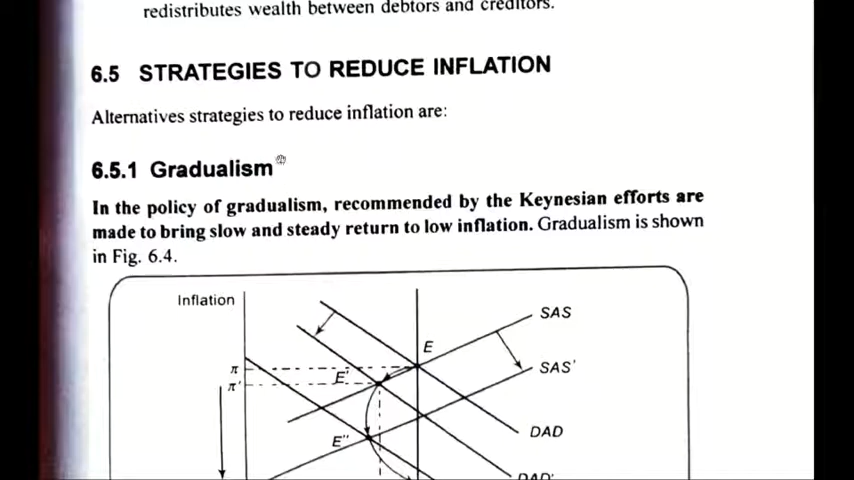 redistributes wealth between debtors and creditors.
6.5 STRATEGIES TO REDUCE INFLATION
Alternatives strategies to reduce inflation are:
6.5.1 Gradualism
In the policy of gradualism, recommended by the Keynesian efforts are
made to bring slow and steady return to low inflation. Gradualism is shown
in Fig. 6.4.
Inflation
SAS
E
π
SAS'
E'
π'
DAD
E''
DAD'